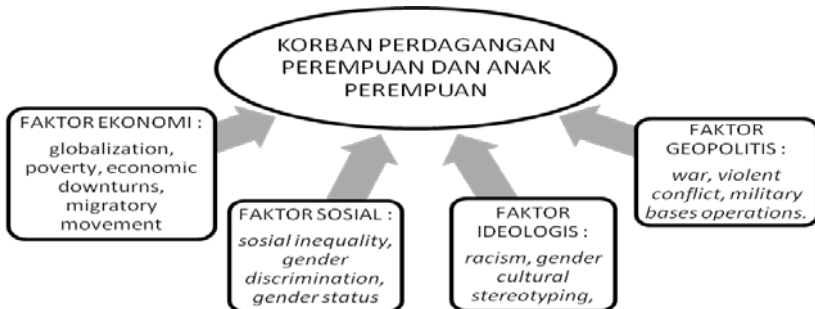 KORBAN PERDAGANGAN
PEREMPUAN DAN ANAK
PEREMPUAN
FAKTOR EKONOMI :
globalization,
poverty, economic
downturns,
migratory
movement
FAKTOR SOSIAL :
sosial inequality,
gender
discrimination,
gender status
FAKTOR
IDEOLOGIS :
racism, gender
cultural
stereotyping,
FAKTOR
GEOPOLITIS :
war, violent
conflict, military
bases operations.